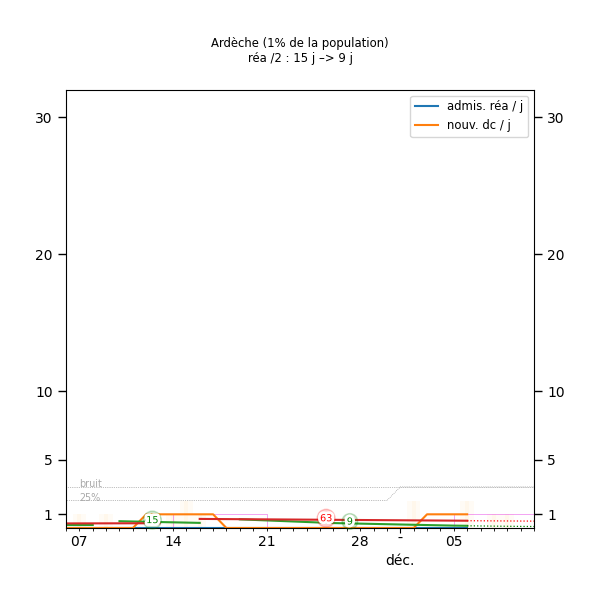 Ardèche (1% de la population)
réa /2 : 15 j –> 9 j
admis. réa / j
nouv. dc / j
30 30
20 20
10 10
5 5
bruit
25%
1 15 63 9 1
07 14 21 28 - 05
déc.